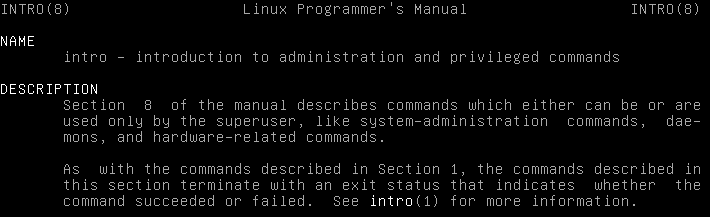 INTRO(8) Linux Programmer's Manual INTRO(8)
NAME
intro - introduction to administration and privileged commands
DESCRIPTION
Section 8 of the manual describes commands which either can be or are
used only by the superuser, like system-administration commands, dae-
mons, and hardware-related commands.
As with the commands described in Section 1, the commands described in
this section terminate with an exit status that indicates whether the
command succeeded or failed. See intro(1) for more information.